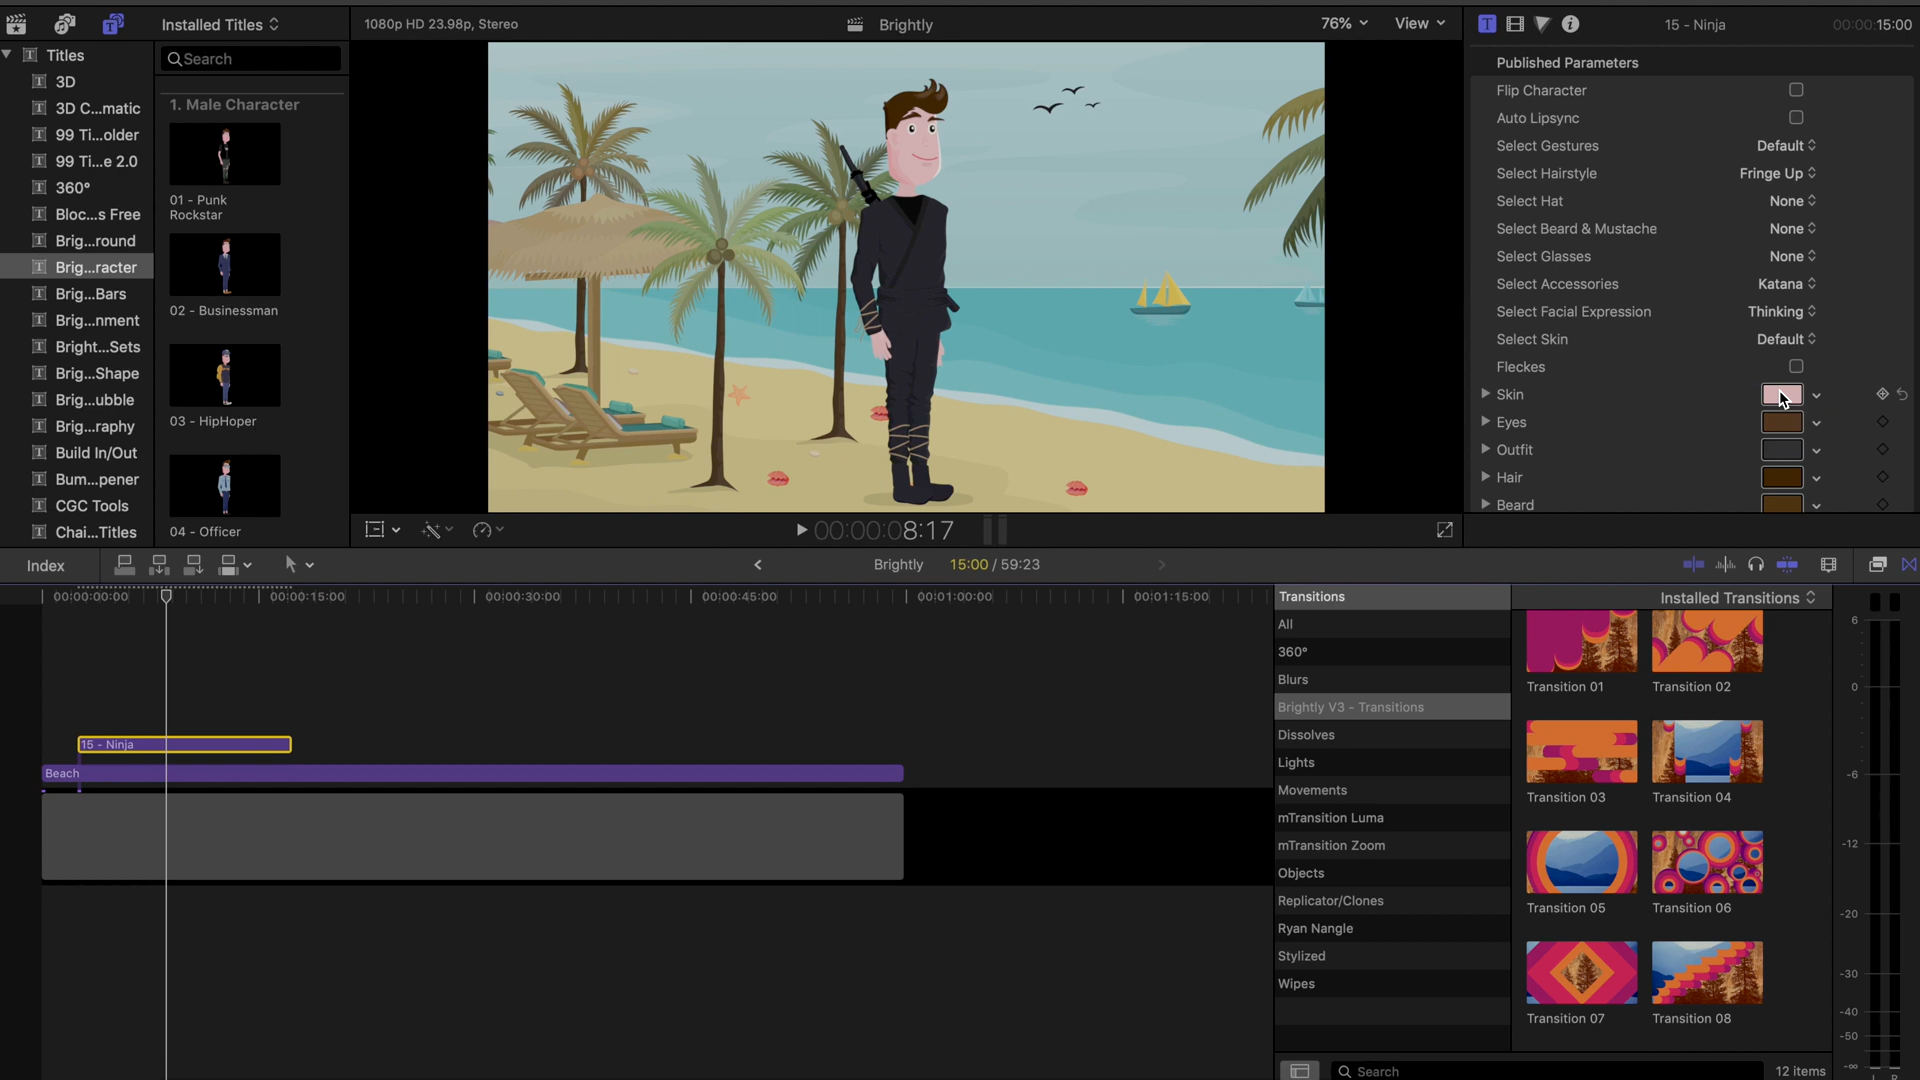 Installed Titles
1080p HD 23.98p, Stereo
Brightly
76%
View
15 - Ninja
00:00:15:00
Titles
3D
3D C...matic
99 Ti...older
99 Ti...e 2.0
360°
Bloc...s Free
Brig...round
Brig...racter
Brig...Bars
Brig...nment
Bright...Sets
Brig...Shape
Brig...ubble
Brig...raphy
Build In/Out
Bum...pener
CGC Tools
Chai...Titles
Search
1. Male Character
01 - Punk
Rockstar
02 - Businessman
03 - HipHoper
04 - Officer
Published Parameters
Flip Character
Auto Lipsync
Select Gestures Default
Select Hairstyle Fringe Up
Select Hat None
Select Beard & Mustache None
Select Glasses None
Select Accessories Katana
Select Facial Expression Thinking
Select Skin Default
Fleckes
Skin
Eyes
Outfit
Hair
Beard
00:00:08:17
Index
Brightly 15:00 / 59:23
00:00:00:00
00:00:15:00
00:00:30:00
00:00:45:00
00:01:00:00
00:01:15:00
15 - Ninja
Beach
Transitions
All
360°
Blurs
Brightly V3 - Transitions
Dissolves
Lights
Movements
mTransition Luma
mTransition Zoom
Objects
Replicator/Clones
Ryan Nangle
Stylized
Wipes
Installed Transitions
Transition 01
Transition 02
Transition 03
Transition 04
Transition 05
Transition 06
Transition 07
Transition 08
Search
12 items
6
0
-6
-12
-20
-30
-40
-50
-∞
L R